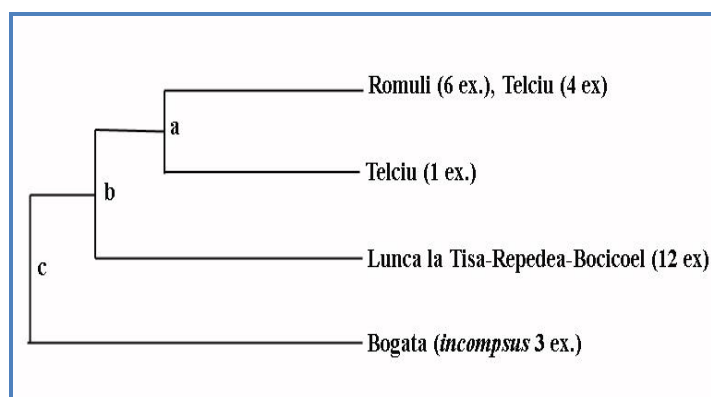 Romuli (6 ex.), Telciu (4 ex)
a
Telciu (1 ex.)
b
Lunca la Tisa-Repedea-Bocicoel (12 ex)
c
Bogata (incompsus 3 ex.)